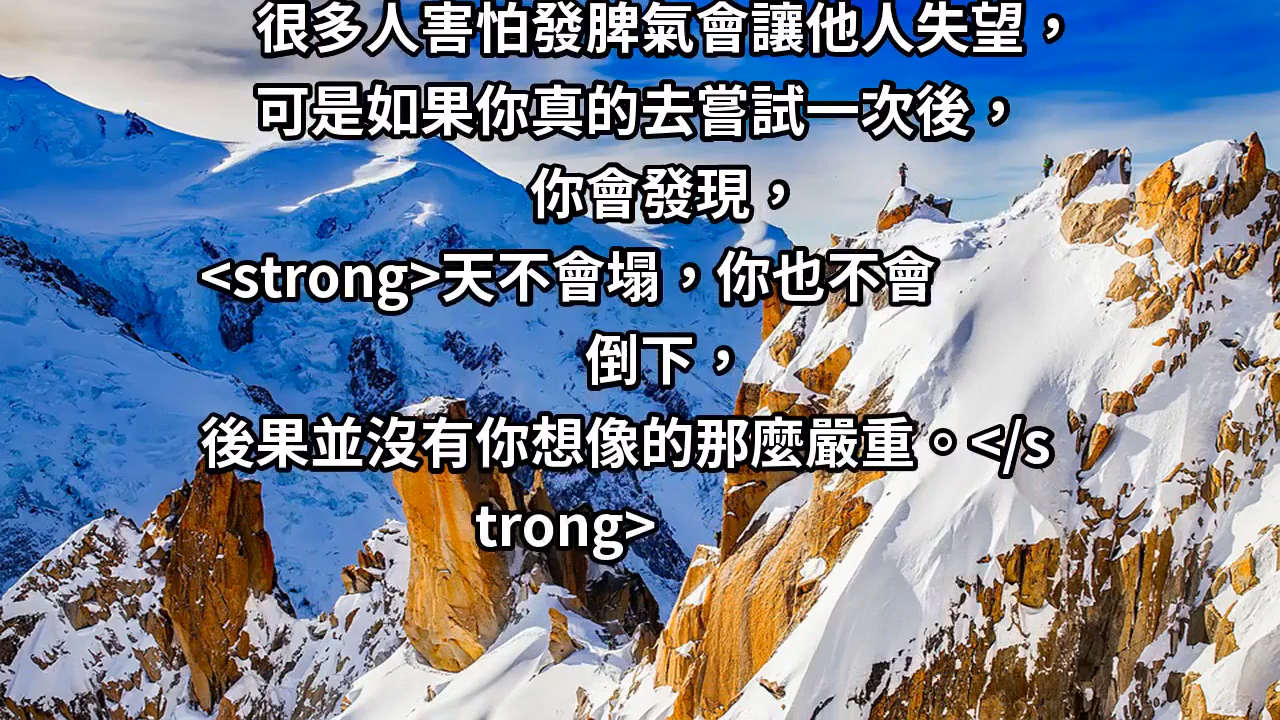 很多人害怕發脾氣會讓他人失望，
可是如果你真的去嘗試一次後，
你會發現，
<strong>天不會塌，你也不會
倒下，
後果並沒有你想像的那麼嚴重。</s
trong>